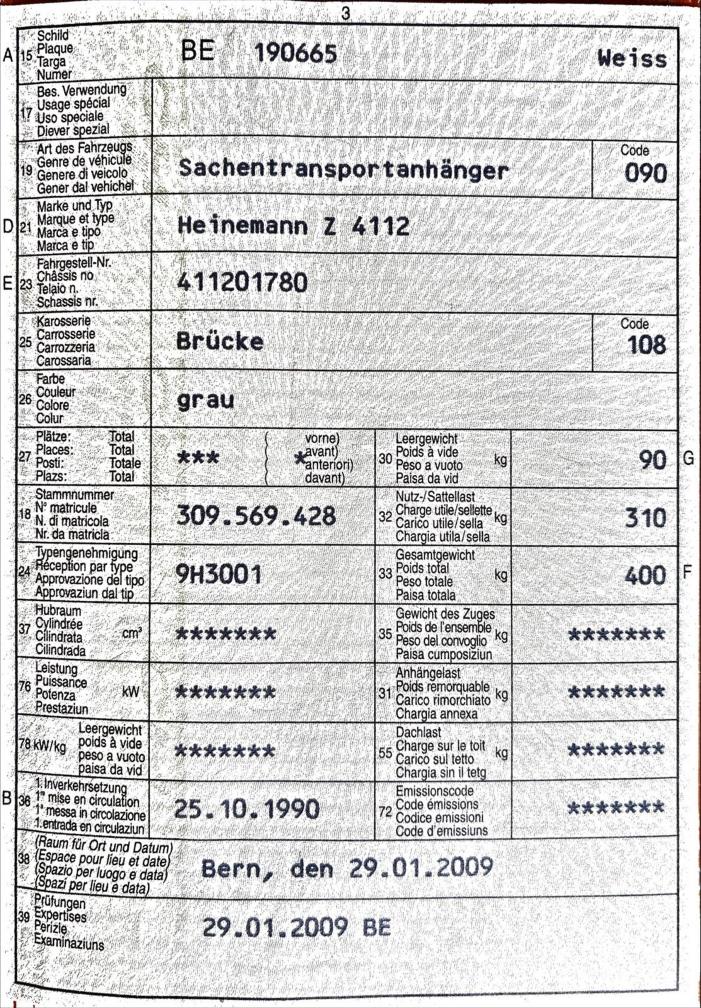 3
A 15 Schild
Plaque
Targa
Numer
BE 190665 Weiss
17 Bes. Verwendung
Usage spécial
Uso speciale
Diever spezial
19 Art des Fahrzeugs
Genre de véhicule
Genere di veicolo
Gener dal vehichel
Sachentransportanhänger
Code
090
D 21 Marke und Typ
Marque et type
Marca e tipo
Marca e tip
Heinemann Z 4112
E 23 Fahrgestell-Nr.
Châssis no
Telaio n.
Schassis nr.
411201780
25 Karosserie
Carrosserie
Carrozzeria
Carossaria
Brücke
Code
108
26 Farbe
Couleur
Colore
Colur
grau
27 Plätze: Total
Places: Total
Posti: Totale
Plazs: Total
***
vorne)
* avant)
anteriori)
davant)
30 Leergewicht
Poids à vide
Peso a vuoto
Paisa da vid
kg
90 G
18 Stammnummer
N° matricule
N. di matricola
Nr. da matricla
309.569.428
32 Nutz-/Sattellast
Charge utile/sellette
Carico utile/sella
Chargia utila/sella
kg
310
24 Typengenehmigung
Réception par type
Approvazione del tipo
Approvaziun dal tip
9H3001
33 Gesamtgewicht
Poids total
Peso totale
Paisa totala
kg
400 F
37 Hubraum
Cylindrée
Cilindrata
Cilindrada
cm³
*******
35 Gewicht des Zuges
Poids de l'ensemble
Peso del convoglio
Paisa cumposiziun
kg
*******
76 Leistung
Puissance
Potenza
Prestaziun
kW
*******
31 Anhängelast
Poids remorquable
Carico rimorchiato
Chargia annexa
kg
*******
78 kW/kg Leergewicht
poids à vide
peso a vuoto
paisa da vid
*******
55 Dachlast
Charge sur le toit
Carico sul tetto
Chargia sin il tetg
kg
*******
B 36 1. Inverkehrsetzung
1re mise en circulation
1a messa in circolazione
1. entrada en circulaziun
25.10.1990
72 Emissionscode
Code émissions
Codice emissioni
Code d'emissiuns
*******
38 (Raum für Ort und Datum)
(Espace pour lieu et date)
(Spazio per luogo e data)
(Spazi per lieu e data)
Bern, den 29.01.2009
39 Prüfungen
Expertises
Perizie
Examinaziuns
29.01.2009 BE